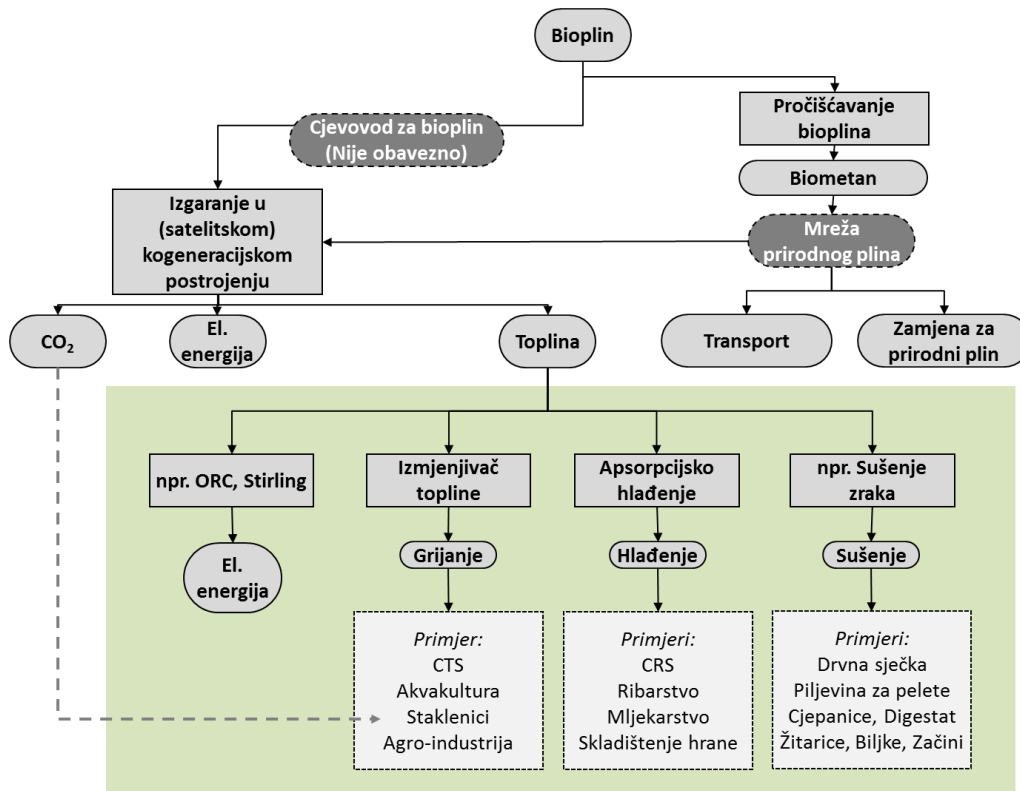 Bioplin
Cjevovod za bioplin
(Nije obavezno)
Pročišćavanje
bioplina
Biometan
Izgaranje u
(satelitskom)
kogeneracijskom
postrojenju
Mreža
prirodnog plina
CO₂
El.
energija
Toplina
Transport
Zamjena za
prirodni plin
npr. ORC, Stirling
Izmjenjivač
topline
Apsorpcijsko
hlađenje
npr. Sušenje
zraka
El.
energija
Grijanje
Hlađenje
Sušenje
Primjer:
CTS
Akvakultura
Staklenici
Agro-industrija
Primjeri:
CRS
Ribarstvo
Mljekarstvo
Skladištenje hrane
Primjeri:
Drvna sječka
Piljevina za pelete
Cjepanice, Digestat
Žitarice, Biljke, Začini